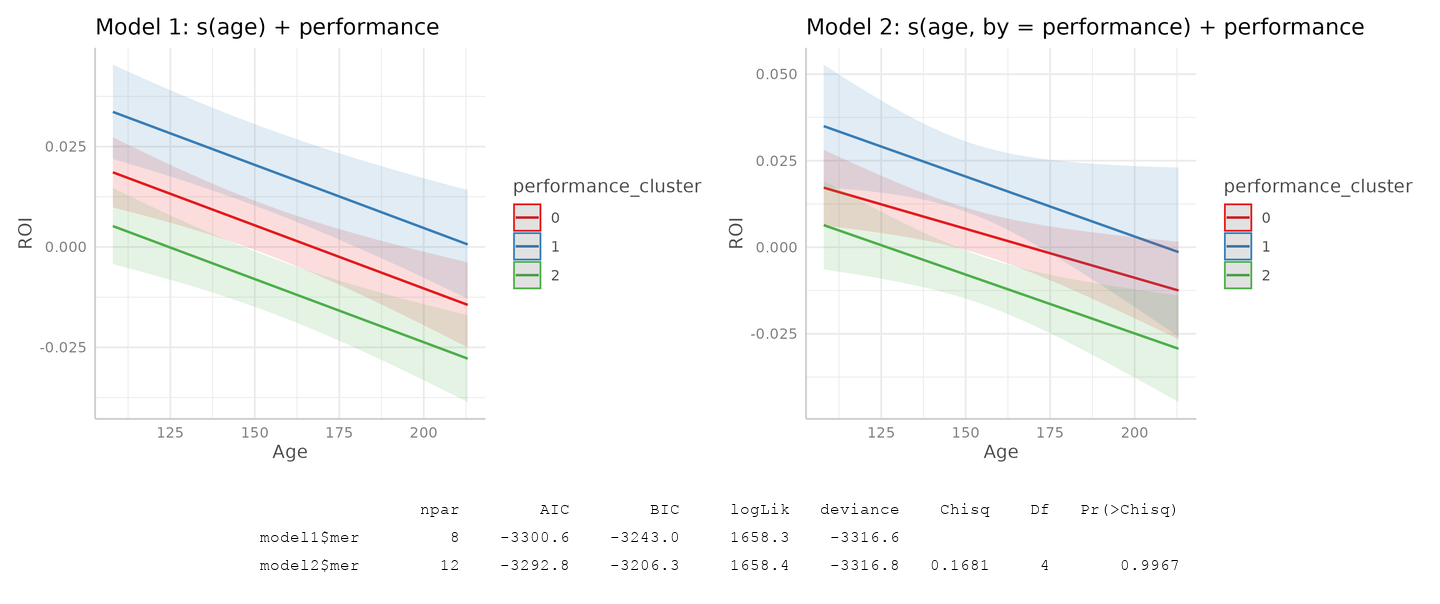 Model 1: s(age) + performance
0.025
0.000
-0.025
ROI
125 150 175 200
Age
performance_cluster
0
1
2
Model 2: s(age, by = performance) + performance
0.050
0.025
0.000
-0.025
ROI
125 150 175 200
Age
performance_cluster
0
1
2
npar AIC BIC logLik deviance Chisq Df Pr(>Chisq)
model1$mer 8 -3300.6 -3243.0 1658.3 -3316.6
model2$mer 12 -3292.8 -3206.3 1658.4 -3316.8 0.1681 4 0.9967